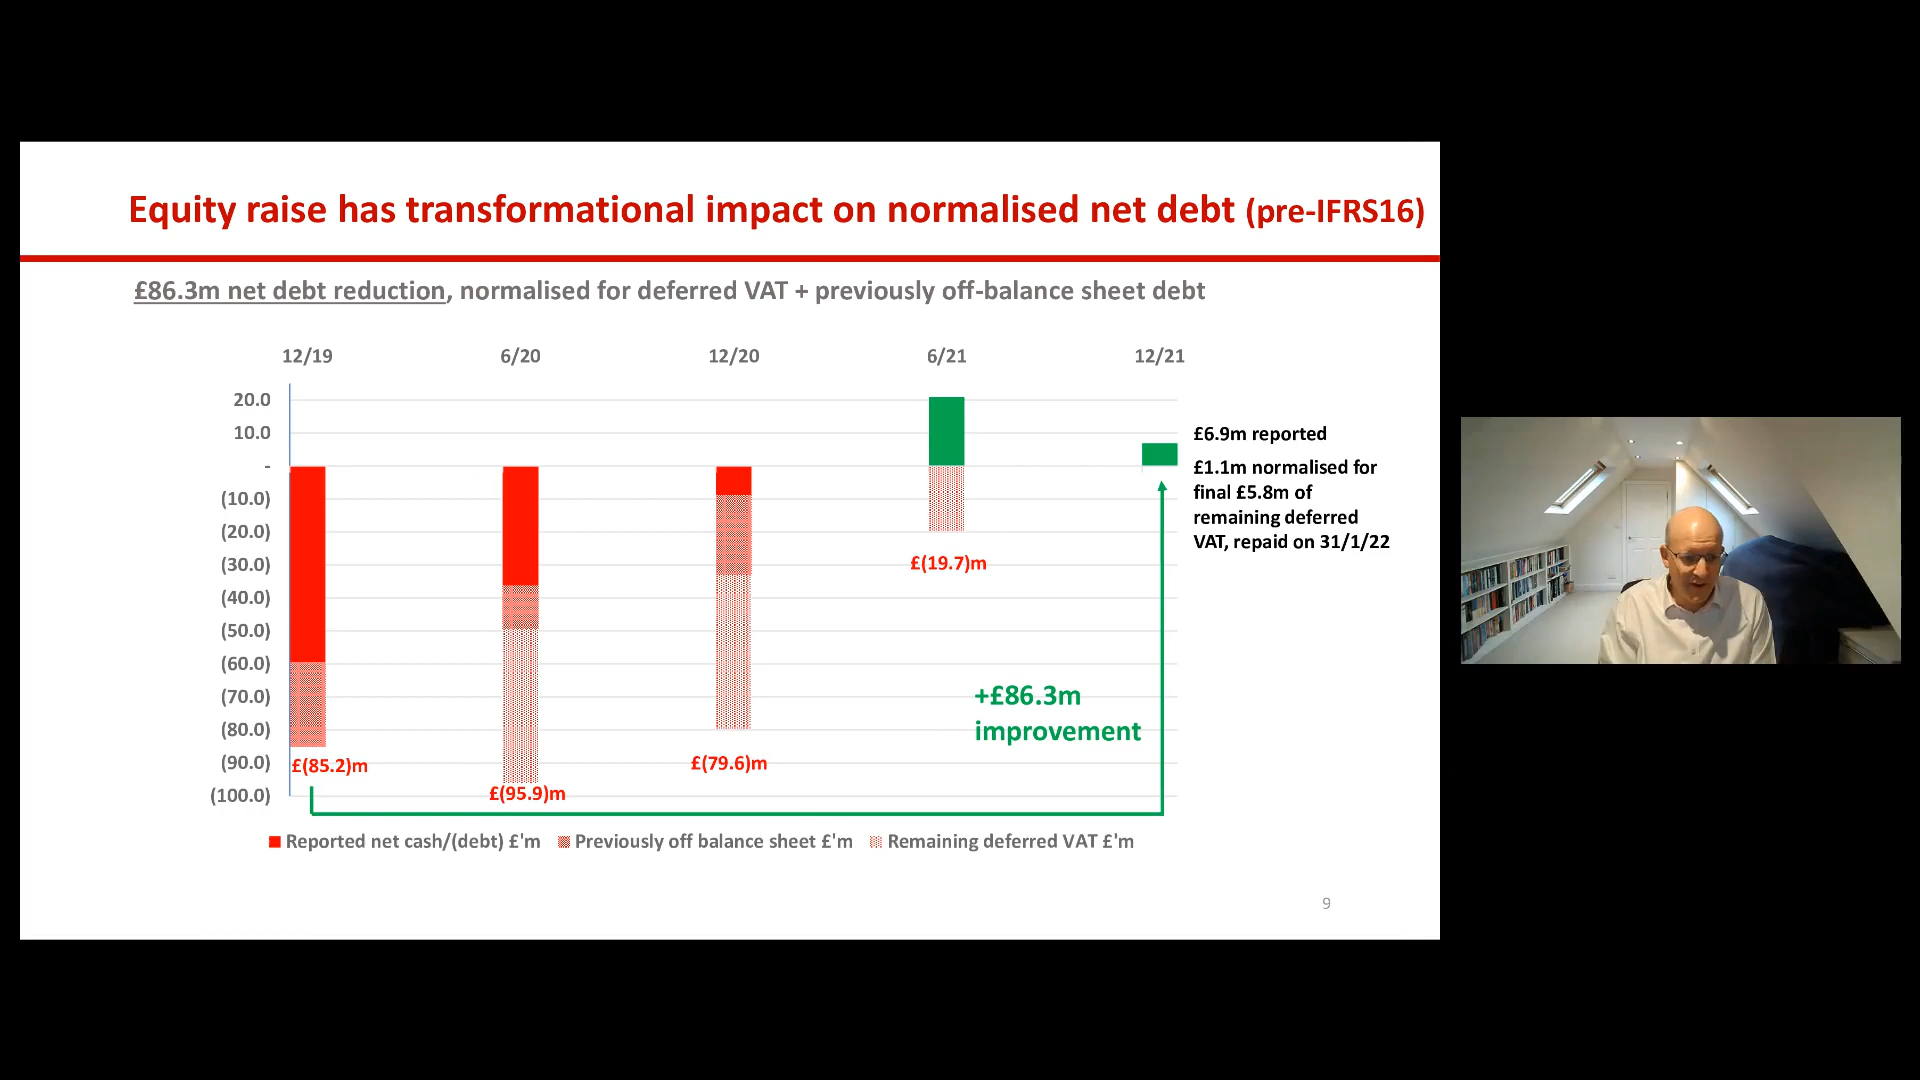 Equity raise has transformational impact on normalised net debt (pre-IFRS16)
£86.3m net debt reduction, normalised for deferred VAT + previously off-balance sheet debt
12/19 6/20 12/20 6/21 12/21
20.0
10.0
-
(10.0)
(20.0)
(30.0)
(40.0)
(50.0)
(60.0)
(70.0)
(80.0)
(90.0)
(100.0)
£(85.2)m
£(95.9)m
£(79.6)m
£(19.7)m
+£86.3m
improvement
£6.9m reported
£1.1m normalised for
final £5.8m of
remaining deferred
VAT, repaid on 31/1/22
Reported net cash/(debt) £'m Previously off balance sheet £'m Remaining deferred VAT £'m
9